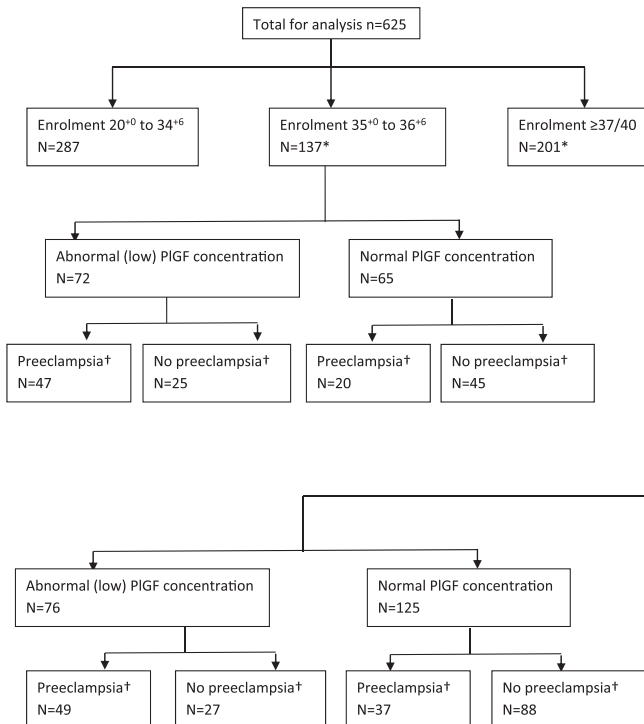 Total for analysis n=625
Enrolment 20⁺⁰ to 34⁺⁶
N=287
Enrolment 35⁺⁰ to 36⁺⁶
N=137*
Enrolment ≥37/40
N=201*
Abnormal (low) PlGF concentration
N=72
Normal PlGF concentration
N=65
Preeclampsia†
N=47
No preeclampsia†
N=25
Preeclampsia†
N=20
No preeclampsia†
N=45
Abnormal (low) PlGF concentration
N=76
Normal PlGF concentration
N=125
Preeclampsia†
N=49
No preeclampsia†
N=27
Preeclampsia†
N=37
No preeclampsia†
N=88